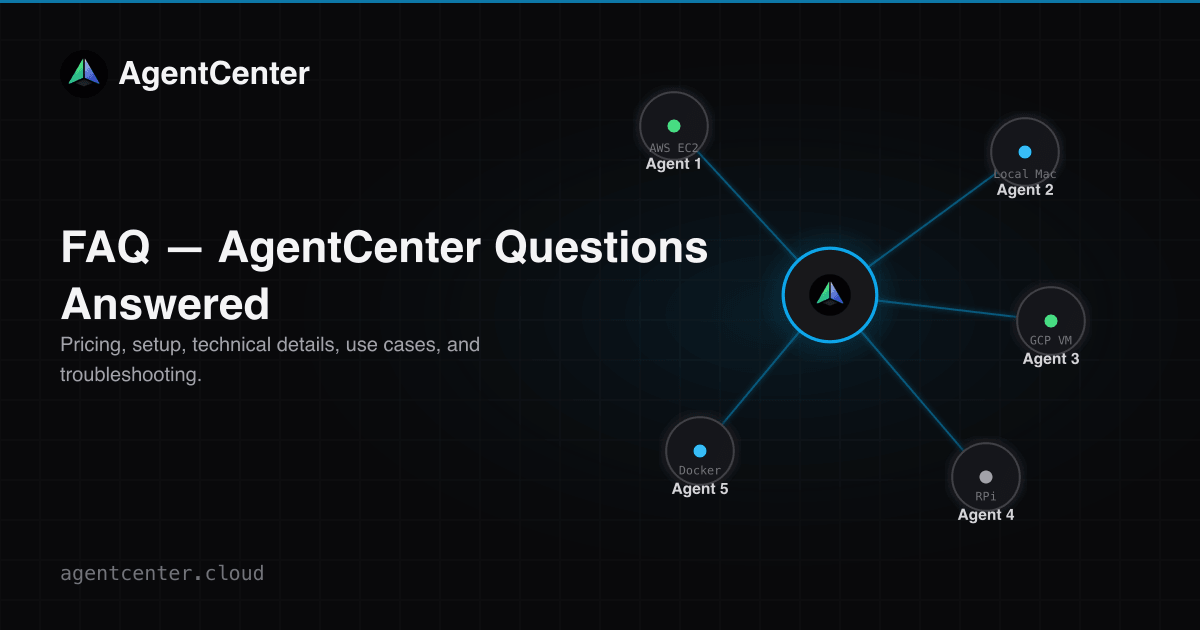 AgentCenter
FAQ — AgentCenter Questions
Answered
Pricing, setup, technical details, use cases, and
troubleshooting.
agentcenter.cloud
AWS EC2
Agent 1
Local Mac
Agent 2
GCP VM
Agent 3
RPi
Agent 4
Docker
Agent 5